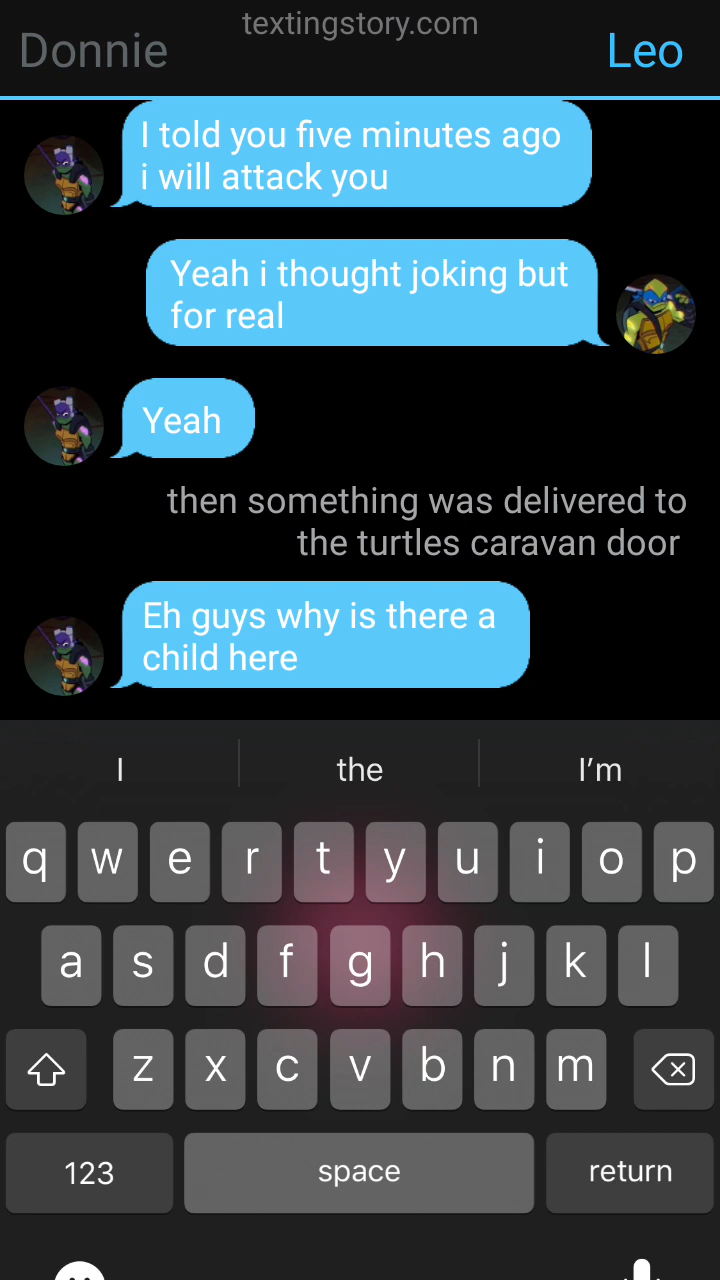 textingstory.com
Donnie
Leo
I told you five minutes ago
i will attack you
Yeah i thought joking but
for real
Yeah
then something was delivered to
the turtles caravan door
Eh guys why is there a
child here
I the I'm
q w e r t y u i o p
a s d f g h j k l
z x c v b n m
123 space return